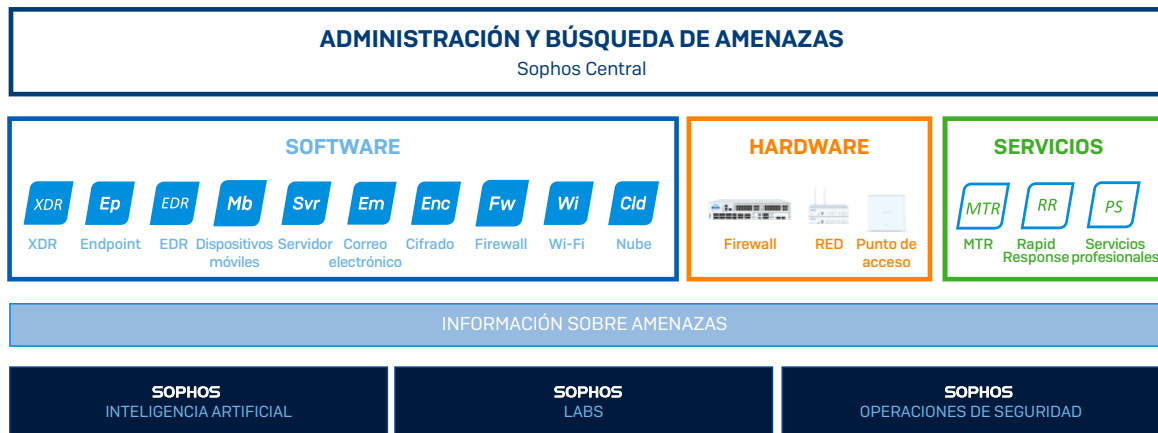 ADMINISTRACIÓN Y BÚSQUEDA DE AMENAZAS
Sophos Central
SOFTWARE
XDR Ep EDR Mb Svr Em Enc Fw Wi Cld
XDR Endpoint EDR Dispositivos móviles Servidor Correo electrónico Cifrado Firewall Wi-Fi Nube
HARDWARE
Firewall RED Punto de acceso
SERVICIOS
MTR RR PS
MTR Rapid Response Servicios profesionales
INFORMACIÓN SOBRE AMENAZAS
SOPHOS
INTELIGENCIA ARTIFICIAL
SOPHOS
LABS
SOPHOS
OPERACIONES DE SEGURIDAD